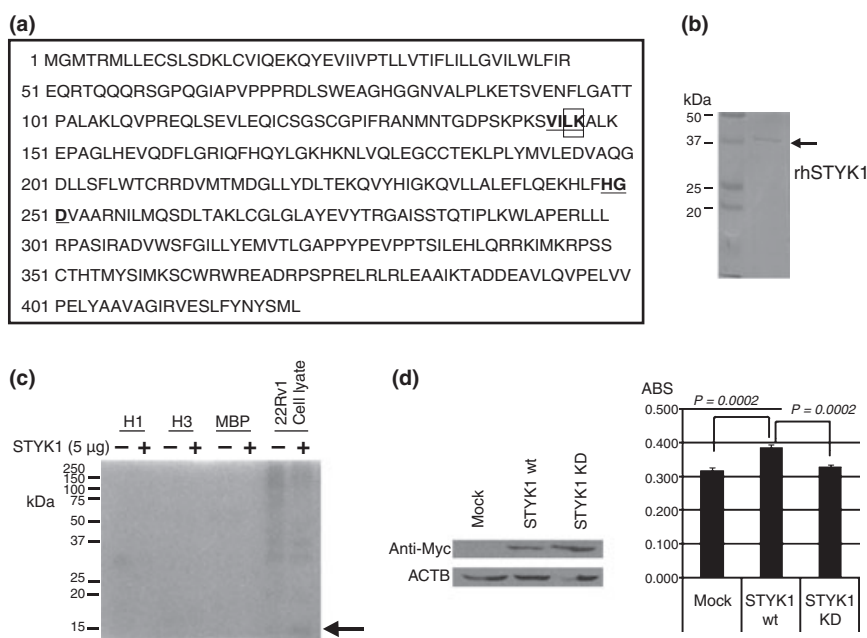 (a)
1 MGMTRMLLECSLSDKLCVIQEKQYEVIIVPTLLVTIFLILLGVILWLFIR
51 EQRTQQQRSGPQGIAPVPPPRDLSWEAGHGGNVALPLKETSVENFLGATT
101 PALAKLQVPREQLSEVLEQICSGSCGPIFRANMNTGDPSKPKSVILKALK
151 EPAGLHEVQDFLGRIQFHQYLGKHKNLVQLEGCCTEKLPLYMVLEDVAQG
201 DLLSFLWTCRRDVMTMDGLLYDLTEKQVYHIGKQVLLALEFLQEKHLFHG
251 DVAARNILMQSDLTAKLCGLGLAYEVYTRGAISSTQTIPLKWLAPERLLL
301 RPASIRADVWSFGILLYEMVTLGAPPYPEVPPTSILEHLQRRKIMKRPSS
351 CTHTMYSIMKSCWRWREADRPSPRELRLRLEAAIKTADDEAVLQVPELVV
401 PELYAAVAGIRVESLFYNYSML
(b)
kDa
50
37
25
20
rhSTYK1
(c)
H1 H3 MBP 22Rv1 Cell lyate
STYK1 (5 µg) – + – + – + – +
kDa
250
150
100
75
50
37
25
20
15
(d)
Mock STYK1 wt STYK1 KD
Anti-Myc
ACTB
ABS
P = 0.0002
P = 0.0002
0.500
0.400
0.300
0.200
0.100
0.000
Mock STYK1 wt STYK1 KD